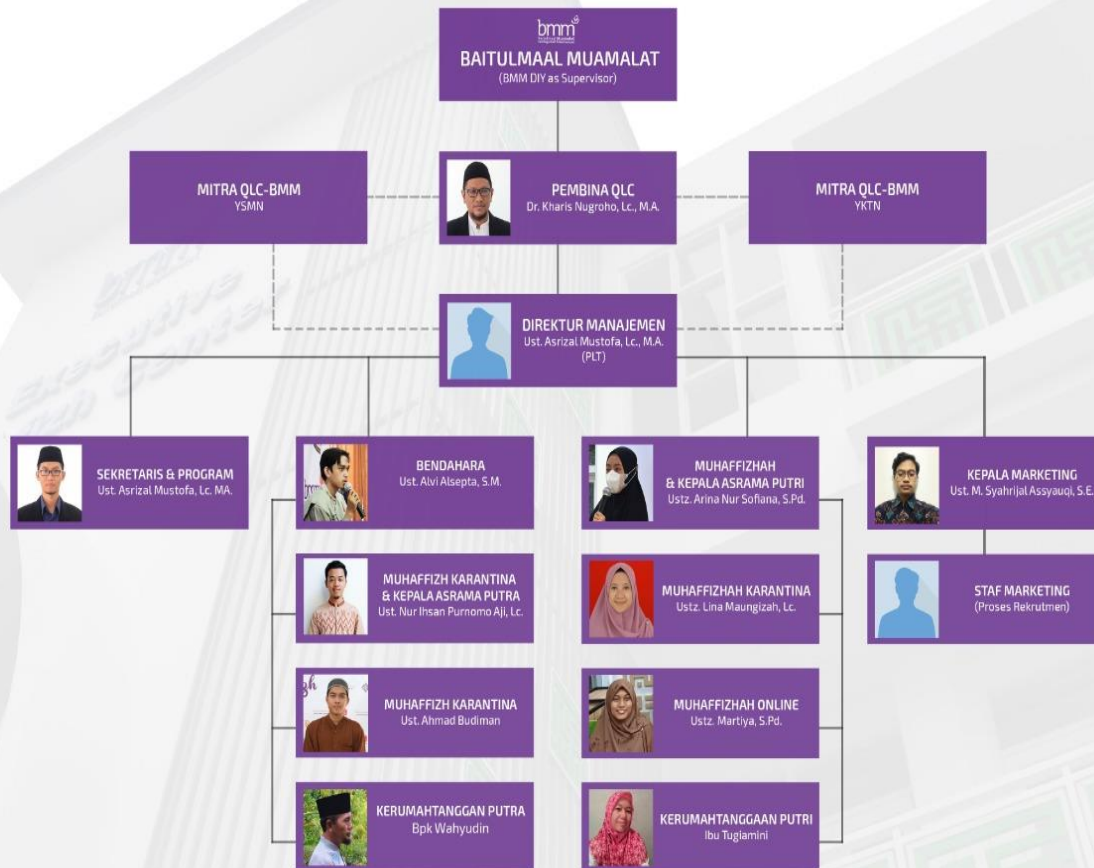 bmm
BAITULMAAL MUAMALAT
(BMM DIY as Supervisor)
MITRA QLC-BMM
YSMN
PEMBINA QLC
Dr. Kharis Nugroho, Lc., M.A.
MITRA QLC-BMM
YKTN
DIREKTUR MANAJEMEN
Ust. Asrizal Mustofa, Lc., M.A.
(PLT)
SEKRETARIS & PROGRAM
Ust. Asrizal Mustofa, Lc. MA.
BENDAHARA
Ust. Alvi Alsepta, S.M.
MUHAFFIZHAH
& KEPALA ASRAMA PUTRI
Ustz. Arina Nur Sofiana, S.Pd.
KEPALA MARKETING
Ust. M. Syahrijal Assyauqi, S.E.
MUHAFFIZH KARANTINA
& KEPALA ASRAMA PUTRA
Ust. Nur Ihsan Purnomo Aji, Lc.
MUHAFFIZHAH KARANTINA
Ustz. Lina Maungizah, Lc.
STAF MARKETING
(Proses Rekrutmen)
MUHAFFIZH KARANTINA
Ust. Ahmad Budiman
MUHAFFIZHAH ONLINE
Ustz. Martiya, S.Pd.
KERUMAHTANGGAN PUTRA
Bpk Wahyudin
KERUMAHTANGGAAN PUTRI
Ibu Tugiamini